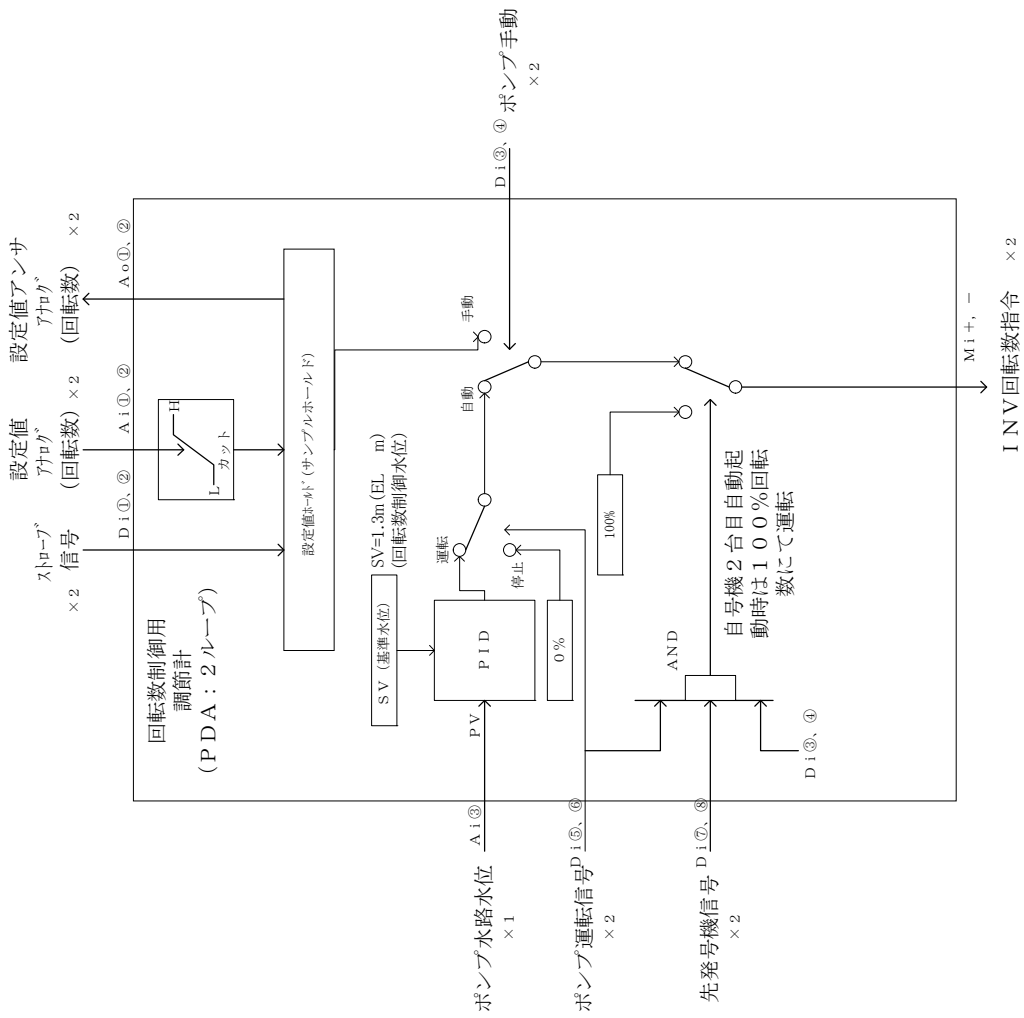 ストローブ
信号
×2
Di①、②
設定値
アナログ
(回転数) ×2
Ai①、②
設定値アンサ
アナログ
(回転数) ×2
Ao①、②
回転数制御用
調節計
(PDA:2ループ)
H
L
カット
設定値ホールド(サンプルホールド)
SV(基準水位)
SV=1.3m(EL m)
(回転数制御水位)
ポンプ水路水位
×1
Ai③
PV
PID
運転
停止
0%
自動
手動
Di③、④
ポンプ手動
×2
ポンプ運転信号
×2
Di⑤、⑥
100%
先発号機信号
×2
Di⑦、⑧
AND
Di③、④
自号機2台目自動起
動時は100%回転
数にて運転
Mi+,-
INV回転数指令 ×2